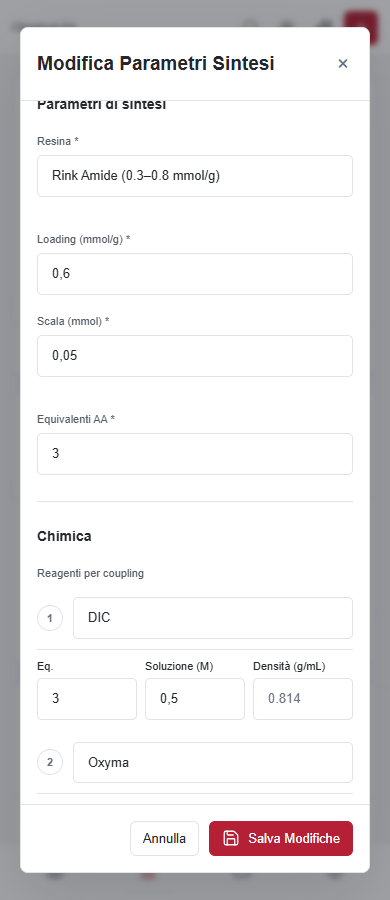 Modifica Parametri Sintesi
×
Parametri di sintesi
Resina *
Rink Amide (0.3–0.8 mmol/g)
Loading (mmol/g) *
0,6
Scala (mmol) *
0,05
Equivalenti AA *
3
Chimica
Reagenti per coupling
1 DIC
Eq. Soluzione (M) Densità (g/mL)
3 0,5 0.814
2 Oxyma
Annulla Salva Modifiche